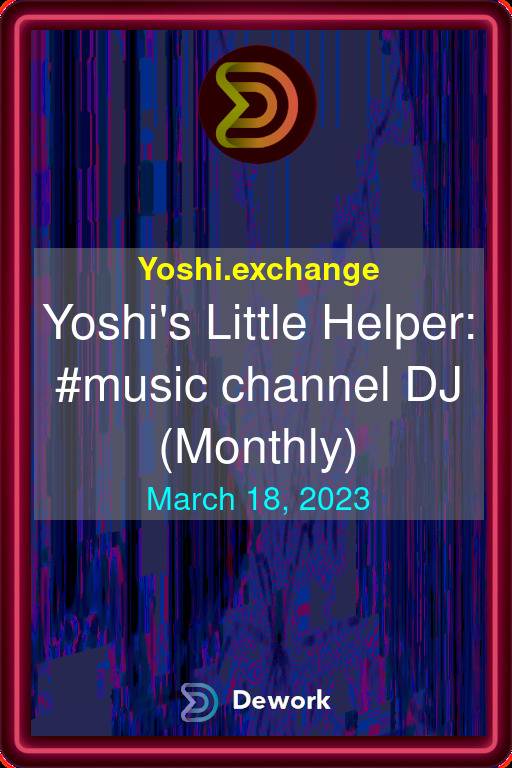 Yoshi.exchange
Yoshi's Little Helper:
#music channel DJ
(Monthly)
March 18, 2023
Dework